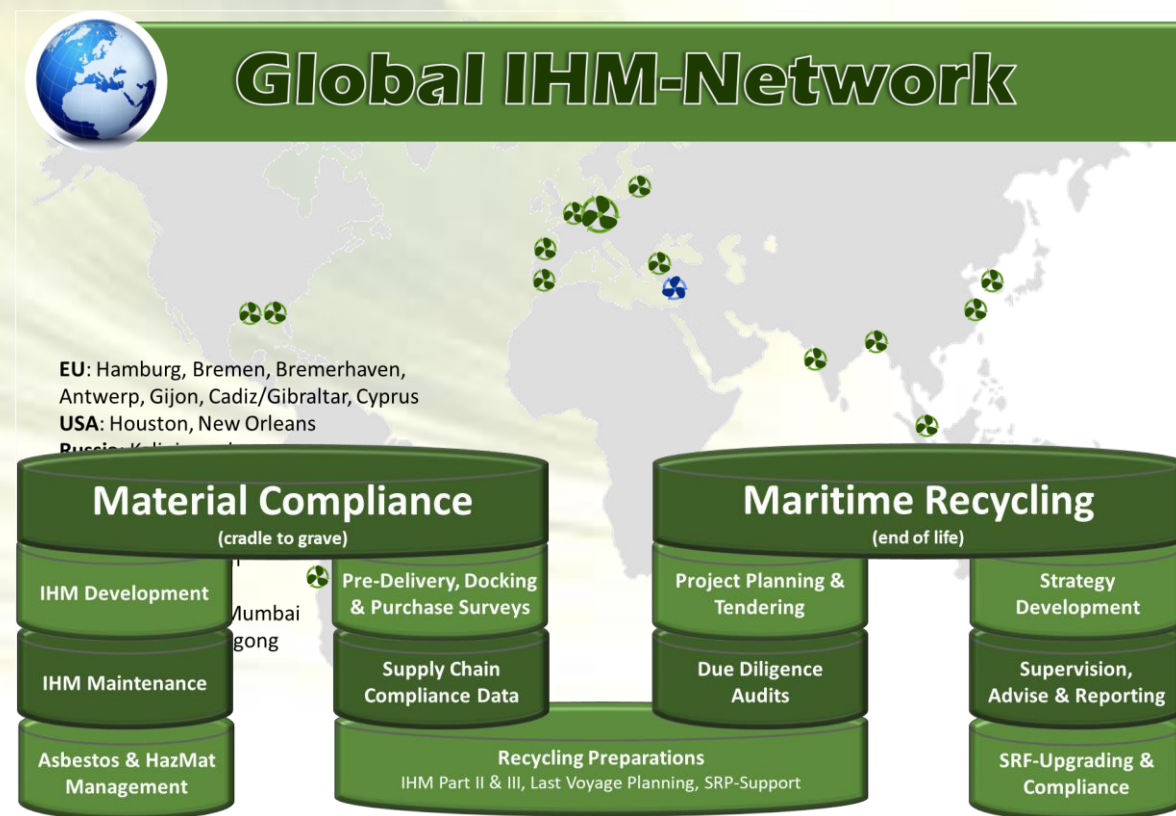 Global IHM-Network
EU: Hamburg, Bremen, Bremerhaven,
Antwerp, Gijon, Cadiz/Gibraltar, Cyprus
USA: Houston, New Orleans
Mumbai
Material Compliance
(cradle to grave)
IHM Development
Pre-Delivery, Docking
& Purchase Surveys
IHM Maintenance
Supply Chain
Compliance Data
Asbestos & HazMat
Management
Recycling Preparations
IHM Part II & III, Last Voyage Planning, SRP-Support
Maritime Recycling
(end of life)
Project Planning &
Tendering
Strategy
Development
Due Diligence
Audits
Supervision,
Advise & Reporting
SRF-Upgrading &
Compliance